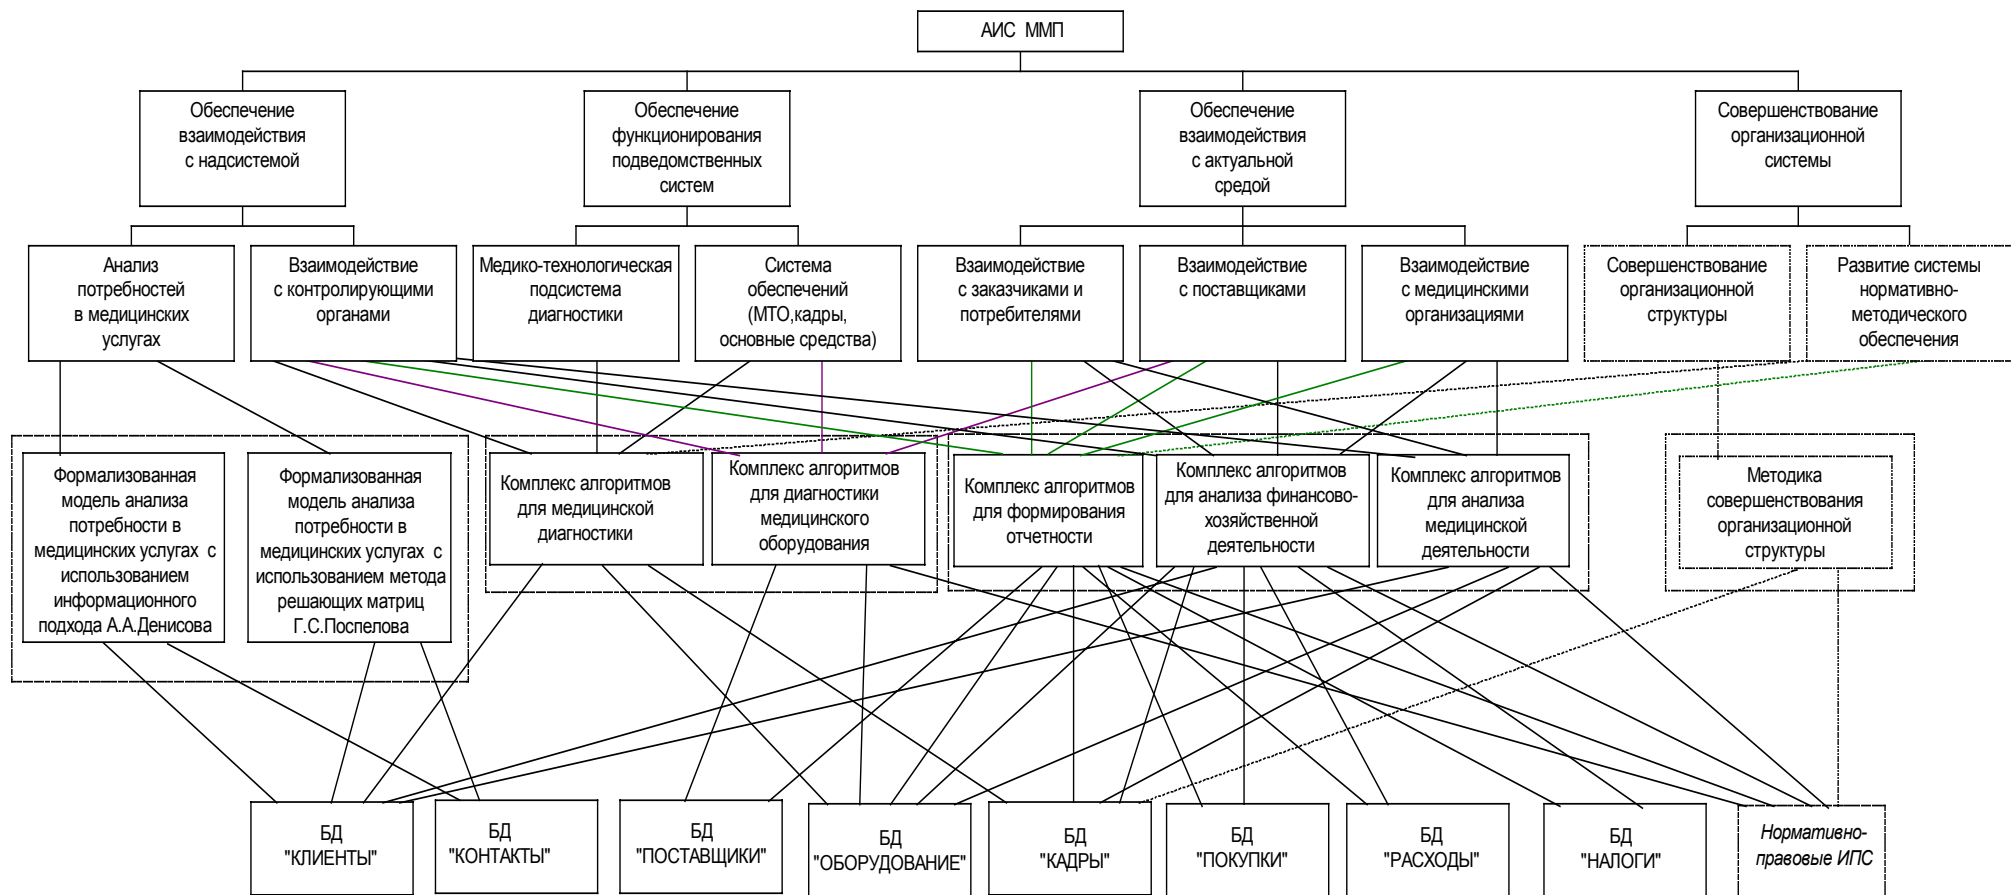 АИС ММП
Обеспечение
взаимодействия
с надсистемой
Обеспечение
функционирования
подведомственных
систем
Обеспечение
взаимодействия
с актуальной
средой
Совершенствование
организационной
системы
Анализ
потребностей
в медицинских
услугах
Взаимодействие
с контролирующими
органами
Медико-технологическая
подсистема
диагностики
Система
обеспечений
(МТО,кадры,
основные средства)
Взаимодействие
с заказчиками и
потребителями
Взаимодействие
с поставщиками
Взаимодействие
с медицинскими
организациями
Совершенствование
организационной
структуры
Развитие системы
нормативно-
методического
обеспечения
Формализованная
модель анализа
потребности в
медицинских услугах с
использованием
информационного
подхода А.А.Денисова
Формализованная
модель анализа
потребности в
медицинских услугах с
использованием метода
решающих матриц
Г.С.Поспелова
Комплекс алгоритмов
для медицинской
диагностики
Комплекс алгоритмов
для диагностики
медицинского
оборудования
Комплекс алгоритмов
для формирования
отчетности
Комплекс алгоритмов
для анализа финансово-
хозяйственной
деятельности
Комплекс алгоритмов
для анализа
медицинской
деятельности
Методика
совершенствования
организационной
структуры
БД
"КЛИЕНТЫ"
БД
"КОНТАКТЫ"
БД
"ПОСТАВЩИКИ"
БД
"ОБОРУДОВАНИЕ"
БД
"КАДРЫ"
БД
"ПОКУПКИ"
БД
"РАСХОДЫ"
БД
"НАЛОГИ"
Нормативно-
правовые ИПС